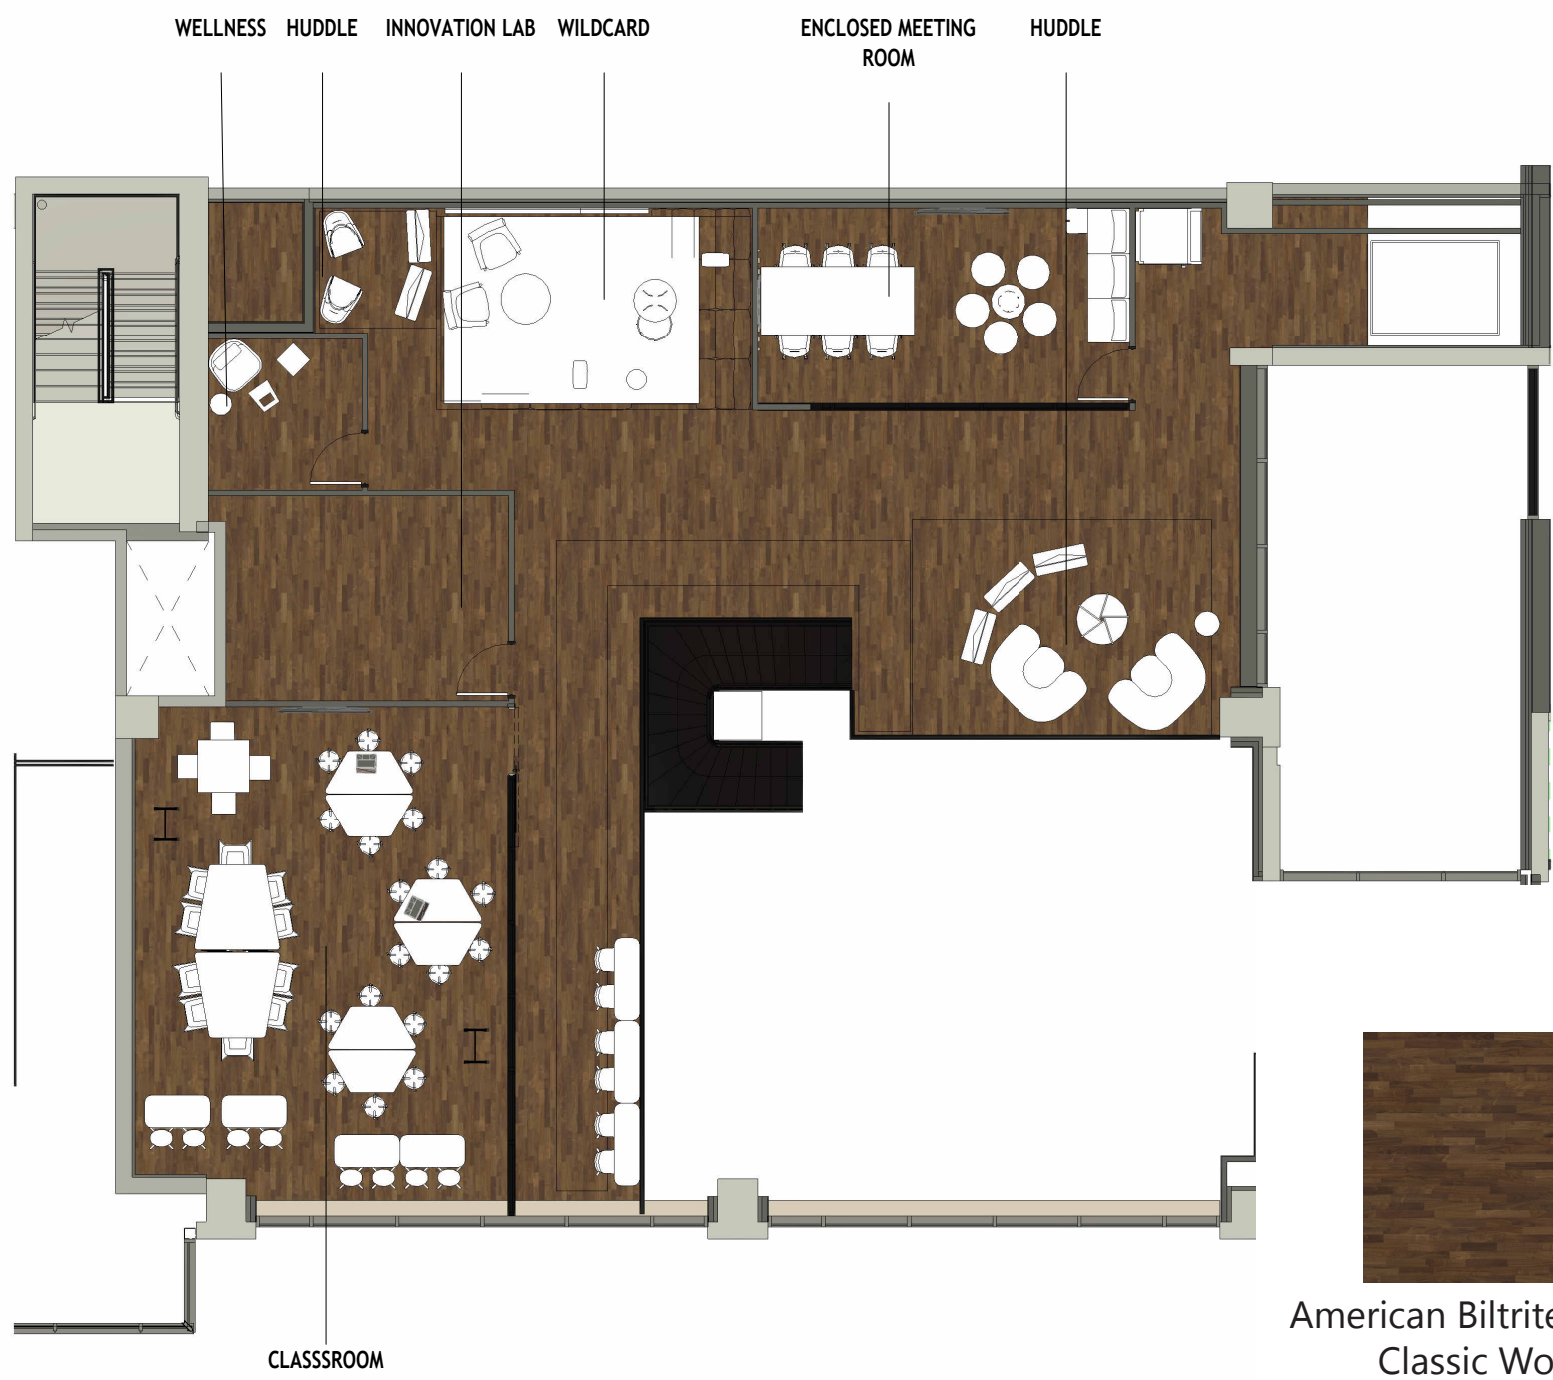 WELLNESS HUDDLE INNOVATION LAB WILDCARD ENCLOSED MEETING HUDDLE
ROOM
American Biltrite
Classic Wo
CLASSSROOM